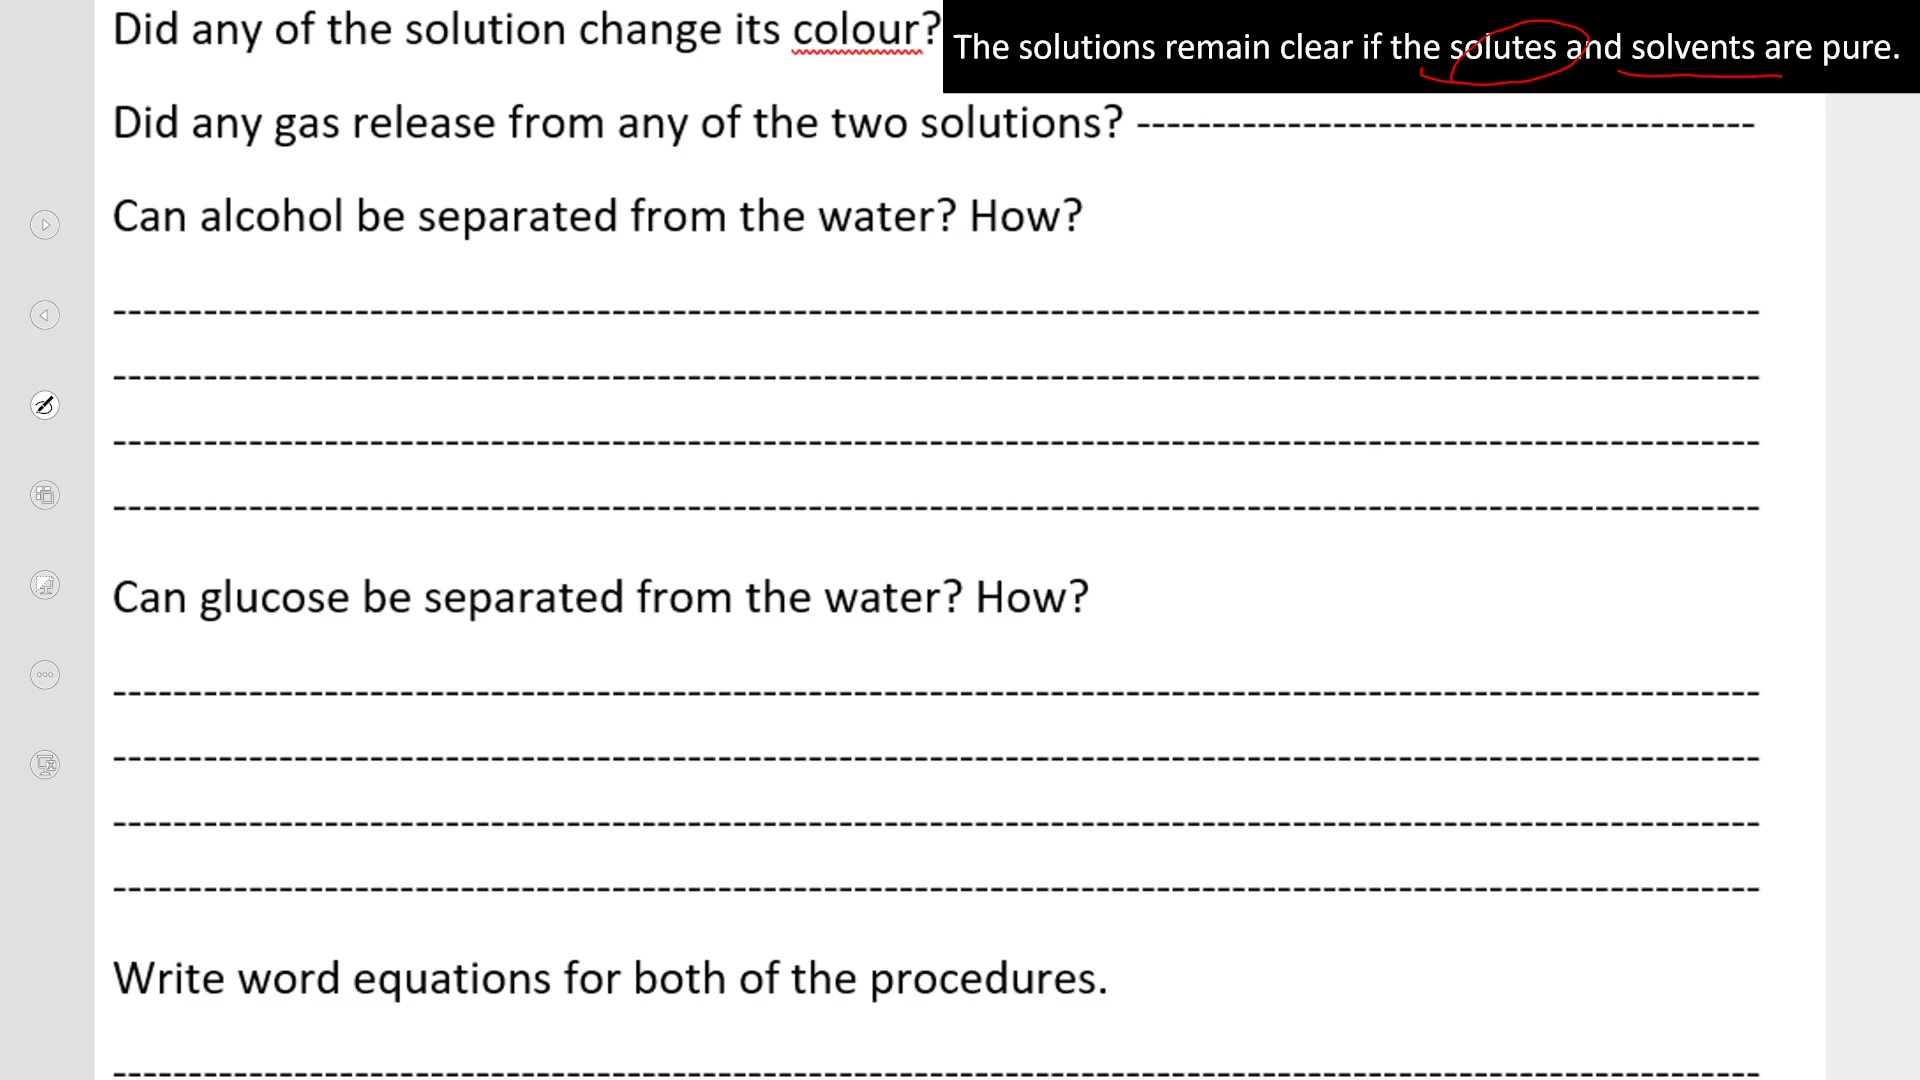 Did any of the solution change its colour?
The solutions remain clear if the solutes and solvents are pure.
Did any gas release from any of the two solutions? -----------------------------------------
Can alcohol be separated from the water? How?
--------------------------------------------------------------------------------------------------------------
--------------------------------------------------------------------------------------------------------------
--------------------------------------------------------------------------------------------------------------
--------------------------------------------------------------------------------------------------------------
Can glucose be separated from the water? How?
--------------------------------------------------------------------------------------------------------------
--------------------------------------------------------------------------------------------------------------
--------------------------------------------------------------------------------------------------------------
--------------------------------------------------------------------------------------------------------------
Write word equations for both of the procedures.
--------------------------------------------------------------------------------------------------------------